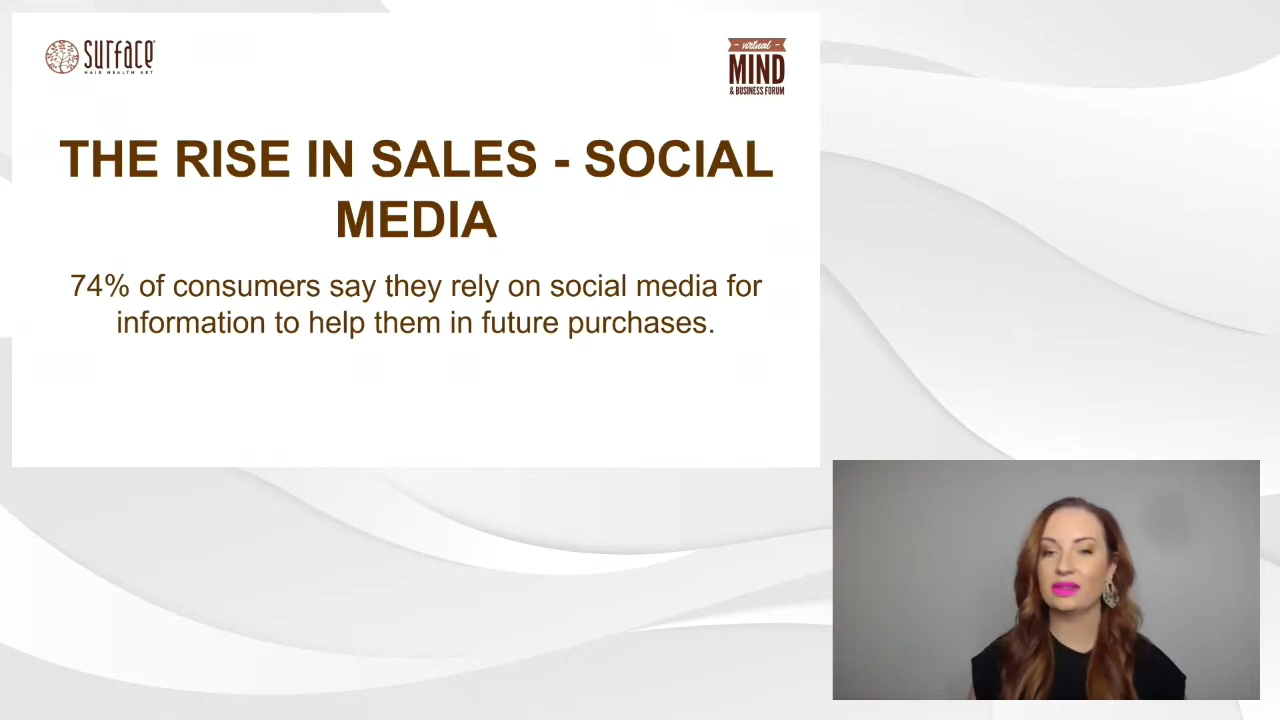 surface
HAIR HEALTH ART
virtual
MIND
& BUSINESS FORUM
THE RISE IN SALES - SOCIAL
MEDIA
74% of consumers say they rely on social media for
information to help them in future purchases.